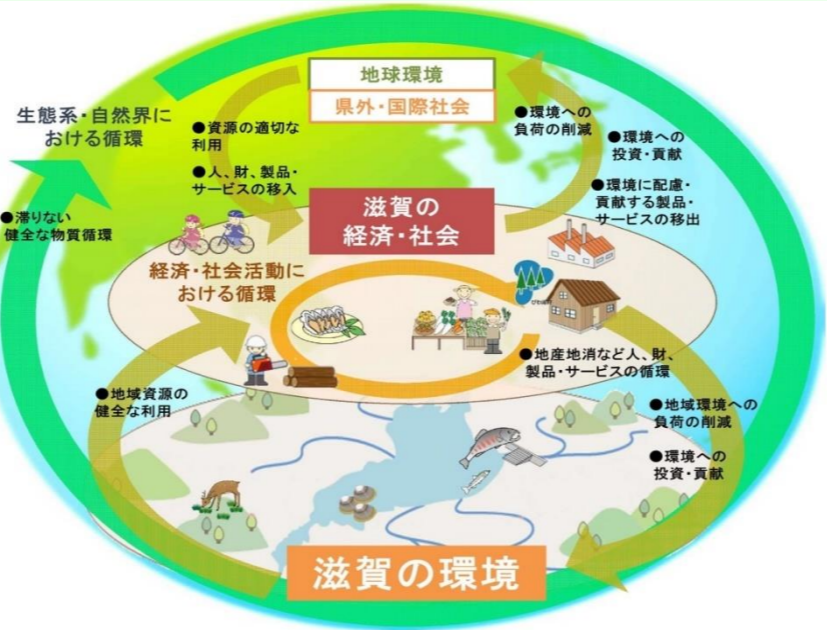 地球環境
県外・国際社会
生態系・自然界に
おける循環
●資源の適切な
利用
●人、財、製品・
サービスの移入
●環境への
負荷の削減
●環境への
投資・貢献
●環境に配慮・
貢献する製品・
サービスの移出
●滞りない
健全な物質循環
滋賀の
経済・社会
経済・社会活動に
おける循環
●地産地消など人、財、
製品・サービスの循環
●地域資源の
健全な利用
●地域環境への
負荷の削減
●環境への
投資・貢献
滋賀の環境